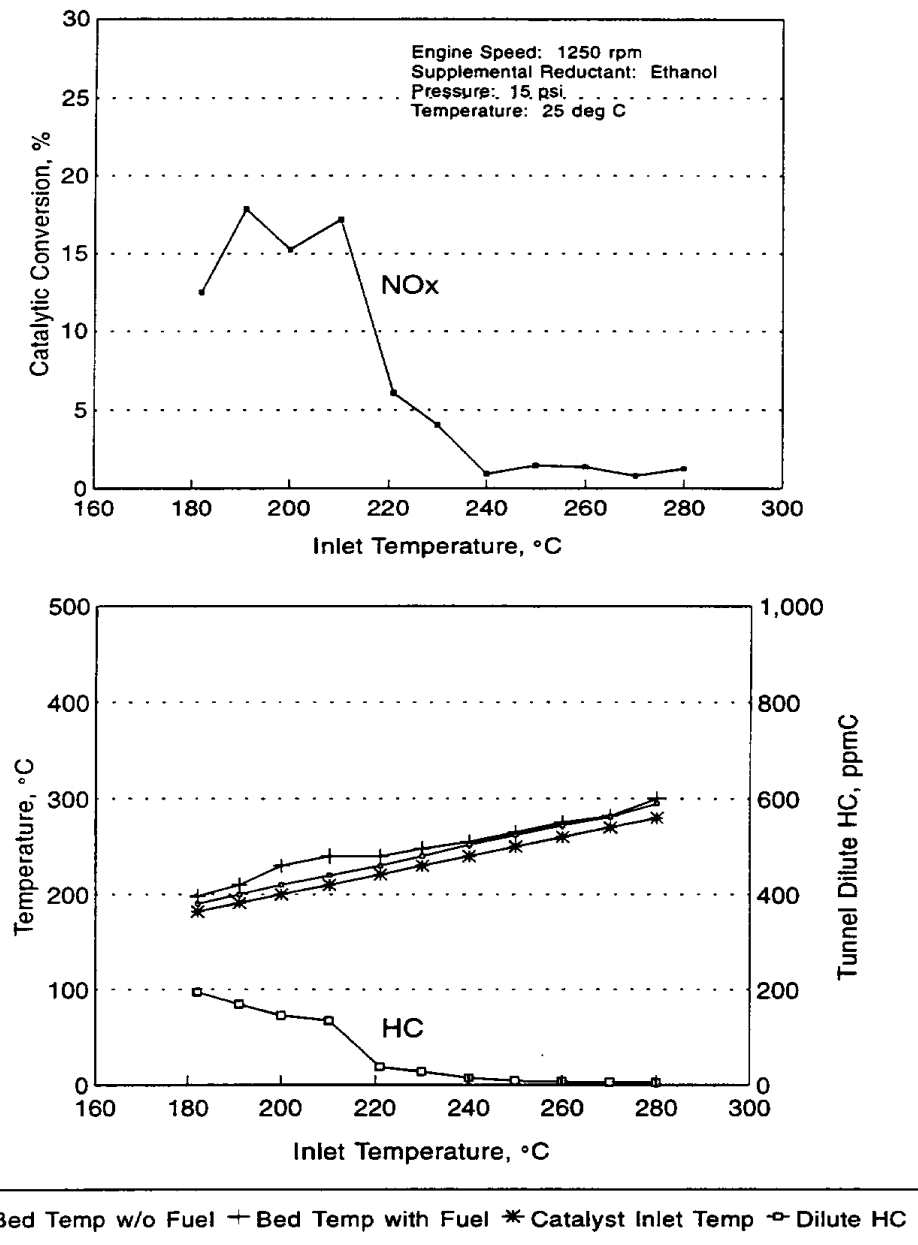 30
25
20
15
10
5
0
Catalytic Conversion, %
Engine Speed: 1250 rpm
Supplemental Reductant: Ethanol
Pressure: 15 psi
Temperature: 25 deg C
NOx
160 180 200 220 240 260 280 300
Inlet Temperature, °C
500
400
300
200
100
0
Temperature, °C
1,000
800
600
400
200
0
Tunnel Dilute HC, ppmC
HC
160 180 200 220 240 260 280 300
Inlet Temperature, °C
Bed Temp w/o Fuel Bed Temp with Fuel Catalyst Inlet Temp Dilute HC